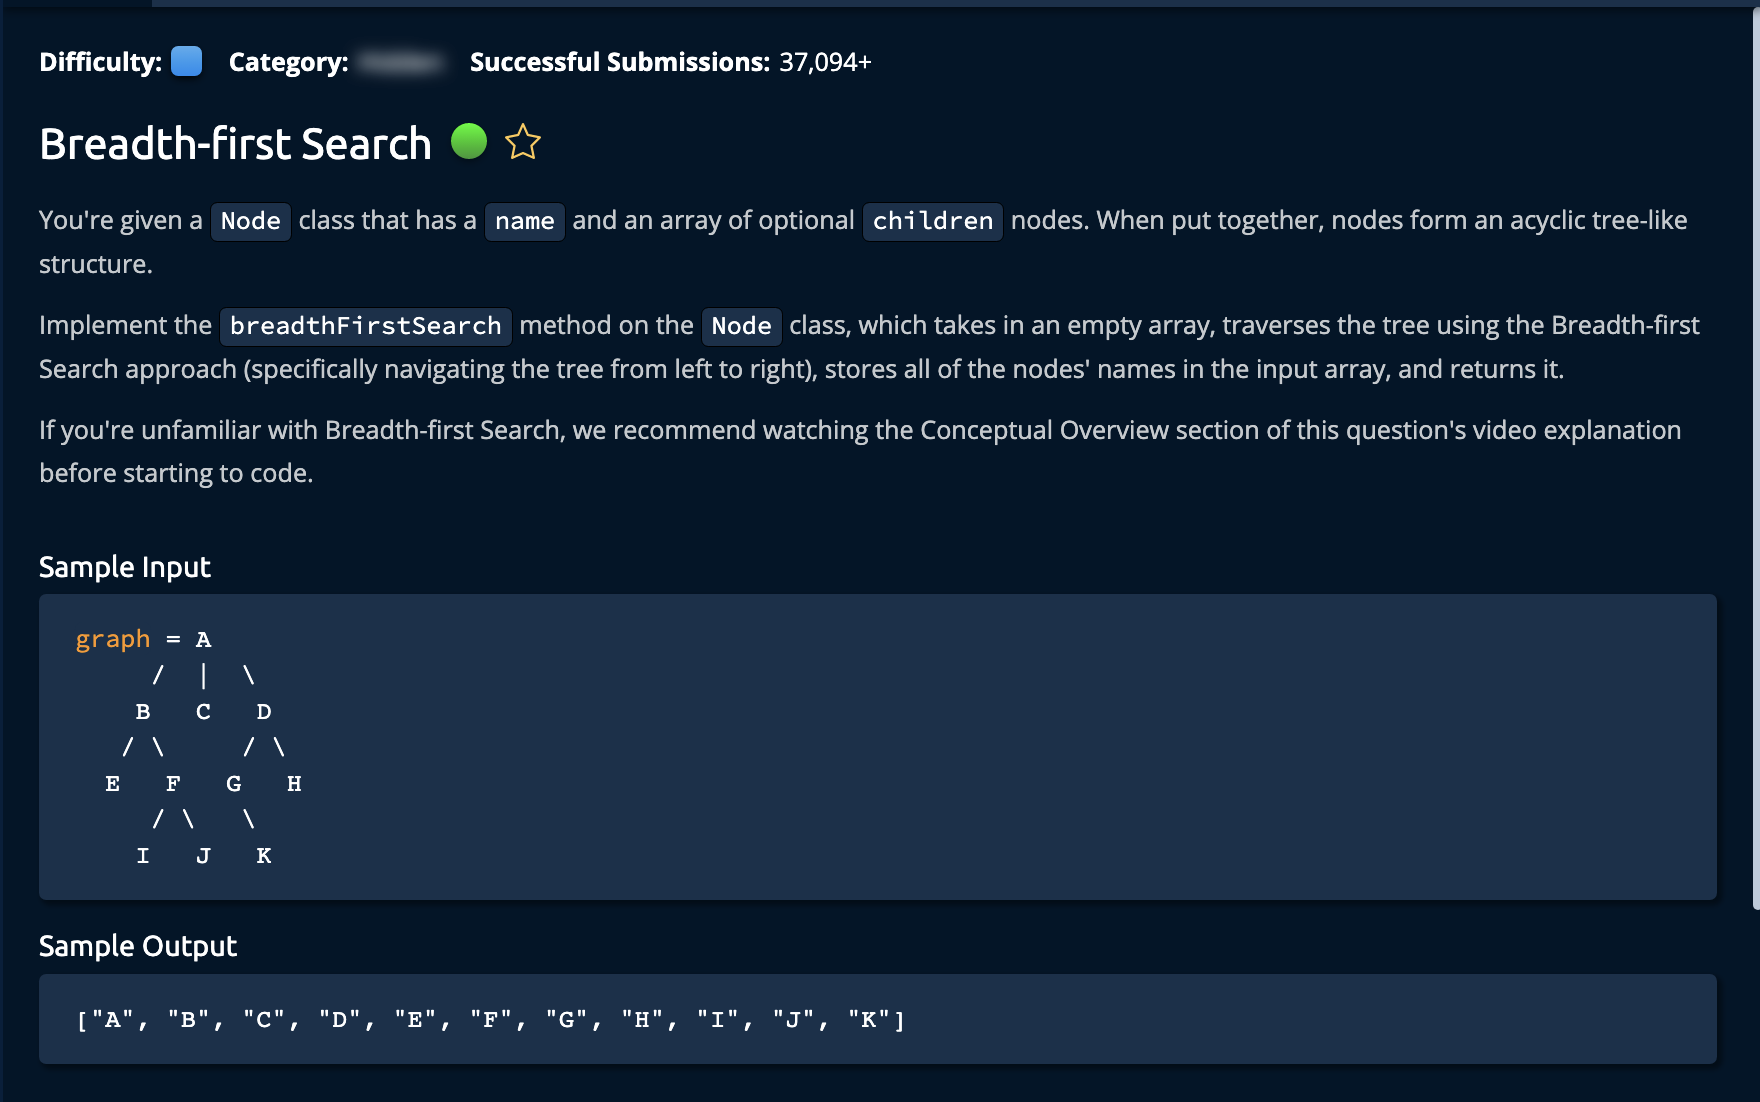 Difficulty: Category: Successful Submissions: 37,094+
Breadth-first Search
You're given a Node class that has a name and an array of optional children nodes. When put together, nodes form an acyclic tree-like
structure.
Implement the breadthFirstSearch method on the Node class, which takes in an empty array, traverses the tree using the Breadth-first
Search approach (specifically navigating the tree from left to right), stores all of the nodes' names in the input array, and returns it.
If you're unfamiliar with Breadth-first Search, we recommend watching the Conceptual Overview section of this question's video explanation
before starting to code.
Sample Input
graph = A
/ | \
B C D
/ \ / \
E F G H
/ \ \
I J K
Sample Output
["A", "B", "C", "D", "E", "F", "G", "H", "I", "J", "K"]